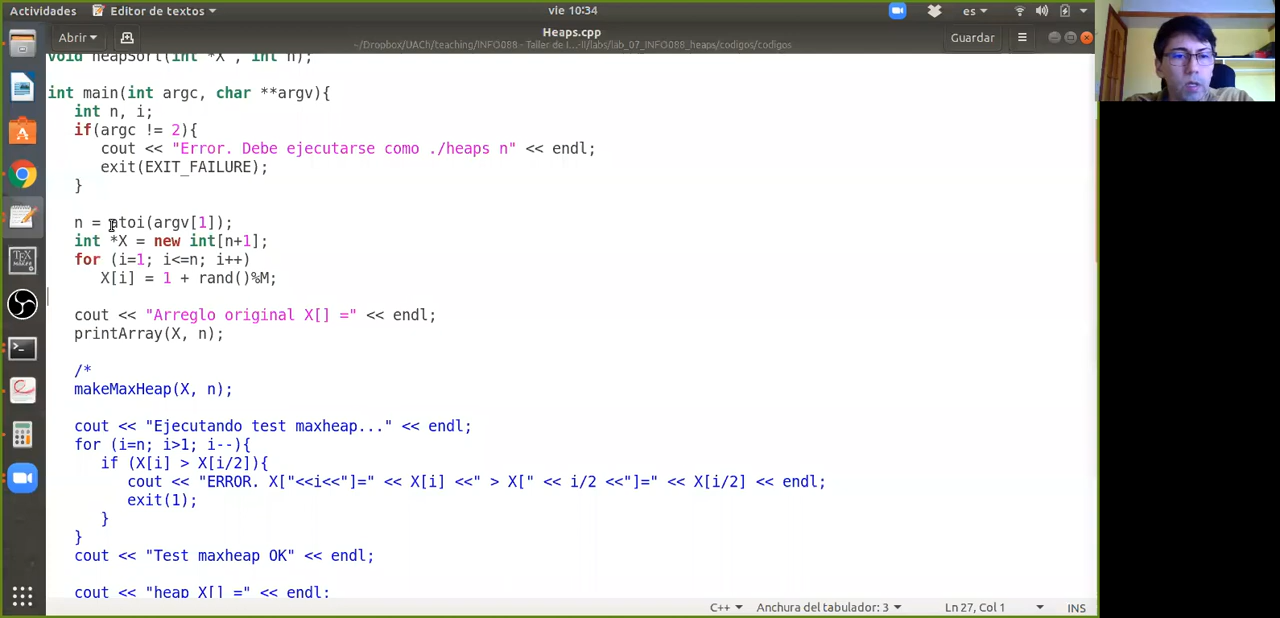 Actividades
Editor de textos
vie 10:34
es
Abrir
Heaps.cpp
Guardar
void heapSort(int *X , int n);
int main(int argc, char **argv){
int n, i;
if(argc != 2){
cout << "Error. Debe ejecutarse como ./heaps n" << endl;
exit(EXIT_FAILURE);
}
n = atoi(argv[1]);
int *X = new int[n+1];
for (i=1; i<=n; i++)
X[i] = 1 + rand()%M;
cout << "Arreglo original X[] =" << endl;
printArray(X, n);
/*
makeMaxHeap(X, n);
cout << "Ejecutando test maxheap..." << endl;
for (i=n; i>1; i--){
if (X[i] > X[i/2]){
cout << "ERROR. X["<<i<<"]=" << X[i] <<" > X[" << i/2 <<"]=" << X[i/2] << endl;
exit(1);
}
}
cout << "Test maxheap OK" << endl;
cout << "heap X[] =" << endl;
C++
Anchura del tabulador: 3
Ln 27, Col 1
INS